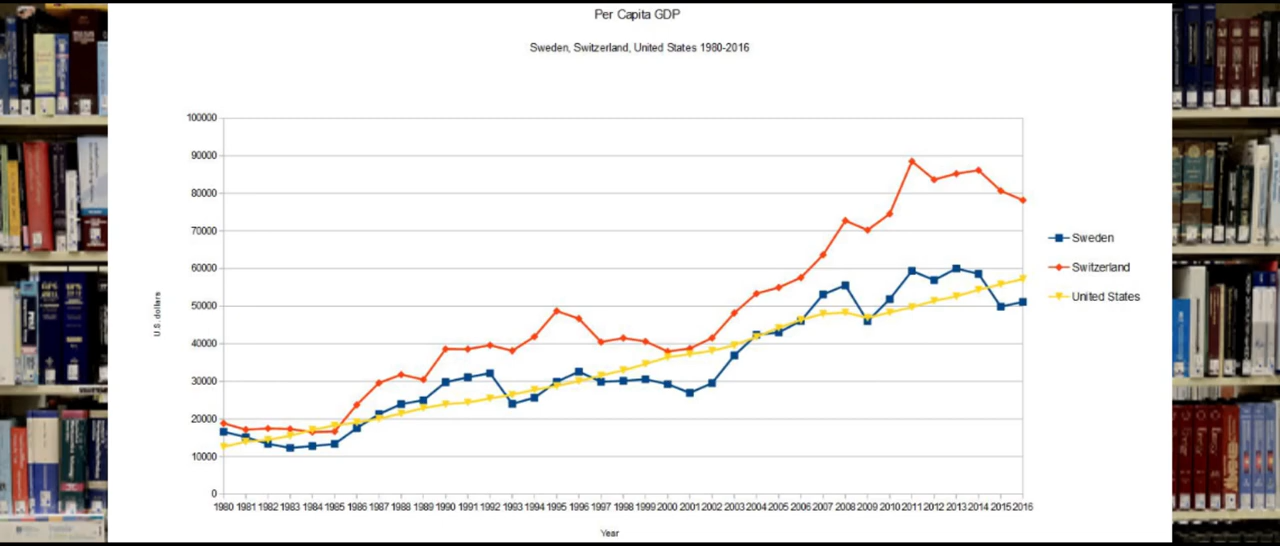 Per Capita GDP
Sweden, Switzerland, United States 1980-2016
100000
90000
80000
70000
60000
50000
40000
30000
20000
10000
0
U.S. dollars
1980 1981 1982 1983 1984 1985 1986 1987 1988 1989 1990 1991 1992 1993 1994 1995 1996 1997 1998 1999 2000 2001 2002 2003 2004 2005 2006 2007 2008 2009 2010 2011 2012 2013 2014 2015 2016
Year
Sweden
Switzerland
United States